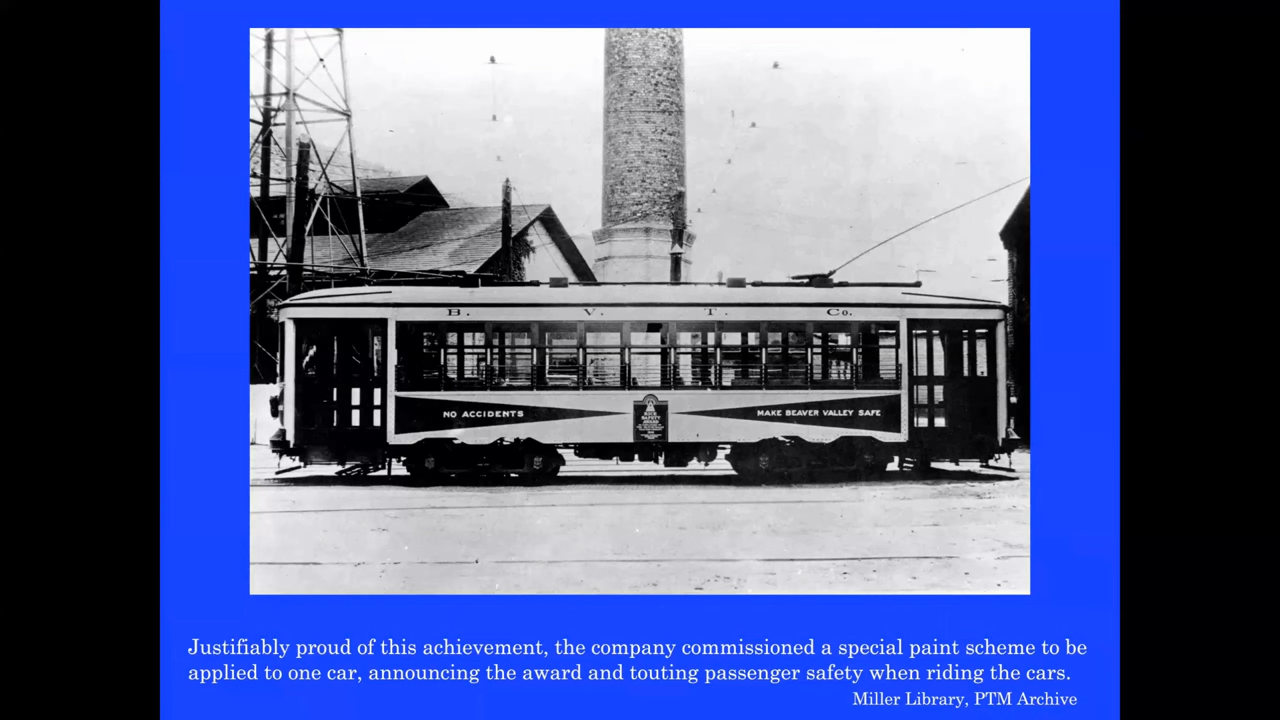 B. V. T. Co.
NO ACCIDENTS
SAFETY
AWARD
MAKE BEAVER VALLEY SAFE
Justifiably proud of this achievement, the company commissioned a special paint scheme to be
applied to one car, announcing the award and touting passenger safety when riding the cars.
Miller Library, PTM Archive